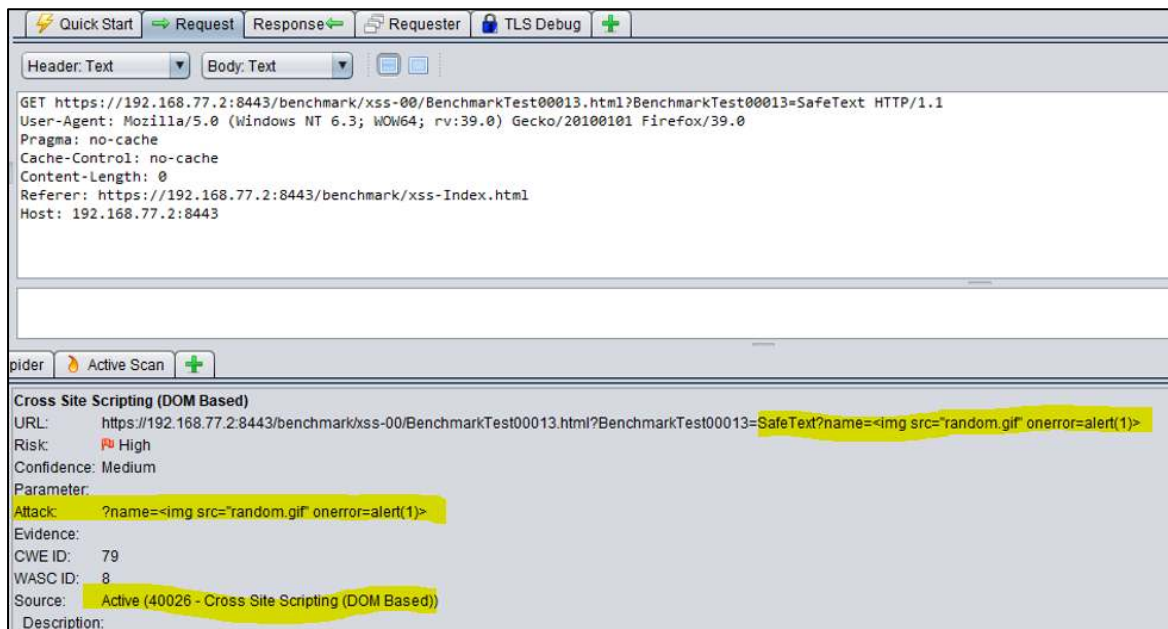 Quick Start Request Response Requester TLS Debug
Header: Text Body: Text
GET https://192.168.77.2:8443/benchmark/xss-00/BenchmarkTest00013.html?BenchmarkTest00013=SafeText HTTP/1.1
User-Agent: Mozilla/5.0 (Windows NT 6.3; WOW64; rv:39.0) Gecko/20100101 Firefox/39.0
Pragma: no-cache
Cache-Control: no-cache
Content-Length: 0
Referer: https://192.168.77.2:8443/benchmark/xss-Index.html
Host: 192.168.77.2:8443
pider Active Scan
Cross Site Scripting (DOM Based)
URL: https://192.168.77.2:8443/benchmark/xss-00/BenchmarkTest00013.html?BenchmarkTest00013=SafeText?name=<img src="random.gif" onerror=alert(1)>
Risk: High
Confidence: Medium
Parameter:
Attack: ?name=<img src="random.gif" onerror=alert(1)>
Evidence:
CWE ID: 79
WASC ID: 8
Source: Active (40026 - Cross Site Scripting (DOM Based))
Description: